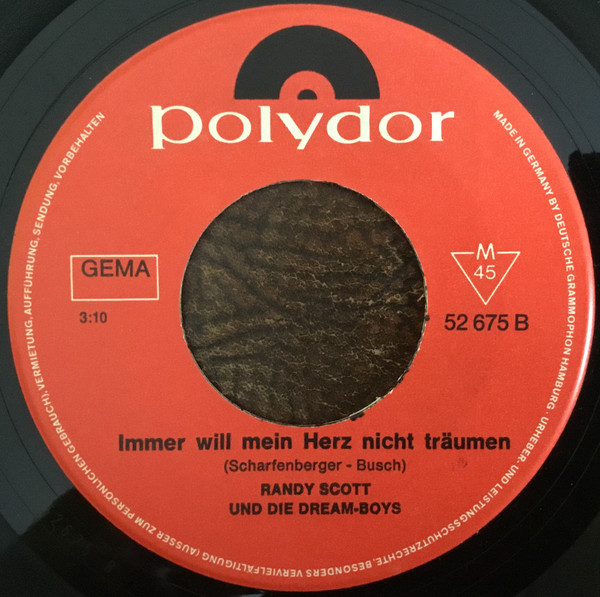 polydor
GEMA
3:10
M
45
52 675 B
Immer will mein Herz nicht träumen
(Scharfenberger - Busch)
RANDY SCOTT
UND DIE DREAM-BOYS
MADE IN GERMANY BY DEUTSCHE GRAMMOPHON HAMBURG · URHEBER- UND LEISTUNGSSCHUTZRECHTE, BESONDERS VERVIELFÄLTIGUNG (AUSSER ZUM PERSÖNLICHEN GEBRAUCH), VERMIETUNG, AUFFÜHRUNG, SENDUNG, VORBEHALTEN